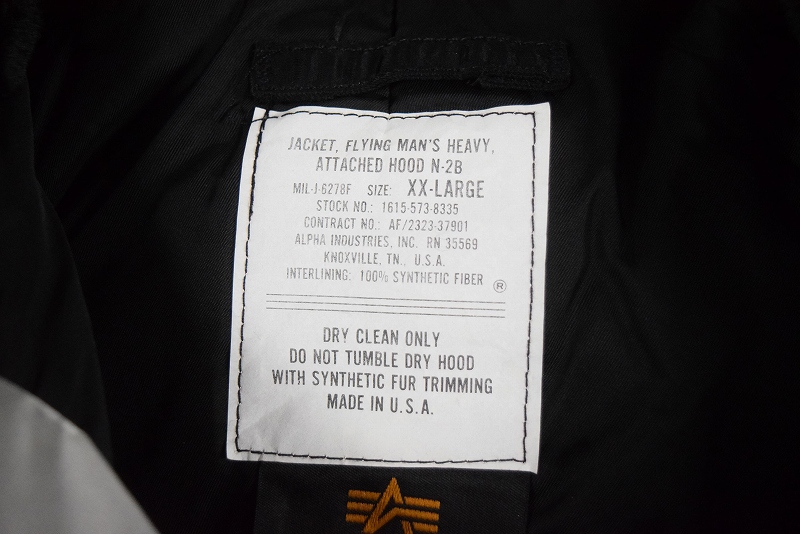 JACKET, FLYING MAN'S HEAVY,
ATTACHED HOOD N-2B
MIL-J-6278F SIZE: XX-LARGE
STOCK NO.: 1615-573-8335
CONTRACT NO.: AF/2323-37901
ALPHA INDUSTRIES, INC. RN 35569
KNOXVILLE, TN., U.S.A.
INTERLINING: 100% SYNTHETIC FIBER ®
DRY CLEAN ONLY
DO NOT TUMBLE DRY HOOD
WITH SYNTHETIC FUR TRIMMING
MADE IN U.S.A.